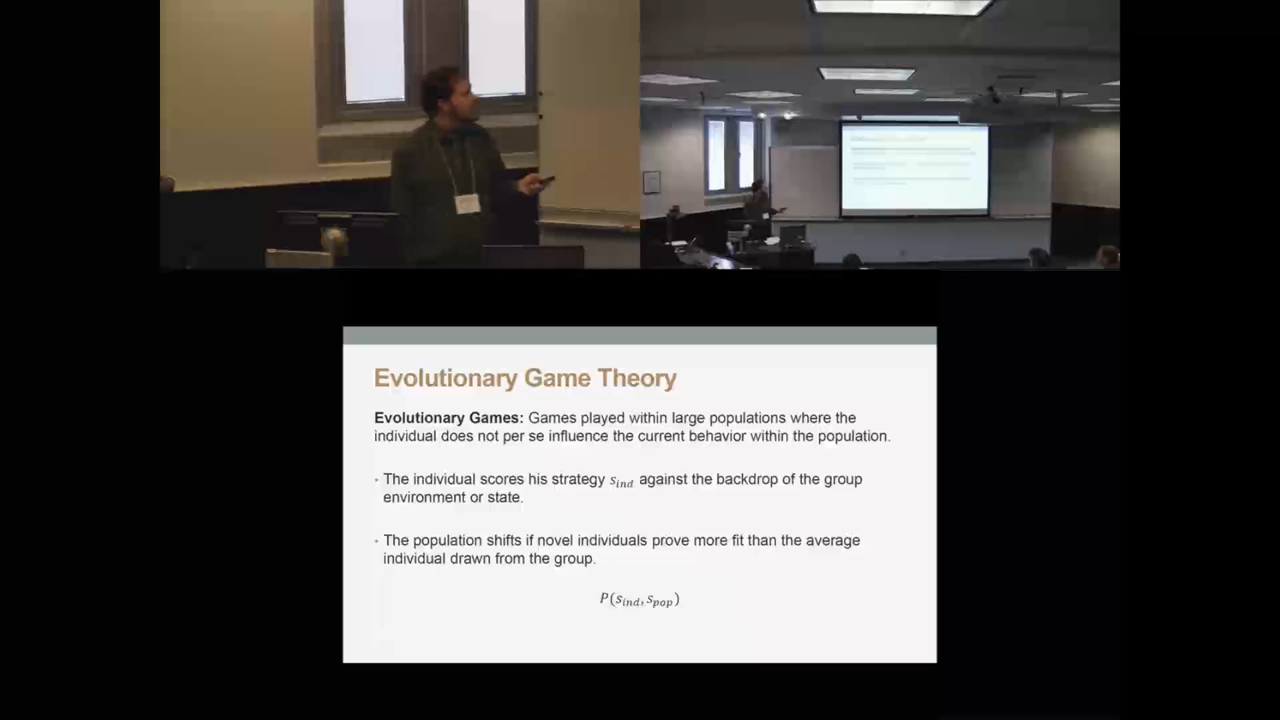 Evolutionary Game Theory
Evolutionary Games: Games played within large populations where the
individual does not per se influence the current behavior within the population.
· The individual scores his strategy s_ind against the backdrop of the group
environment or state.
· The population shifts if novel individuals prove more fit than the average
individual drawn from the group.
P(s_ind, s_pop)